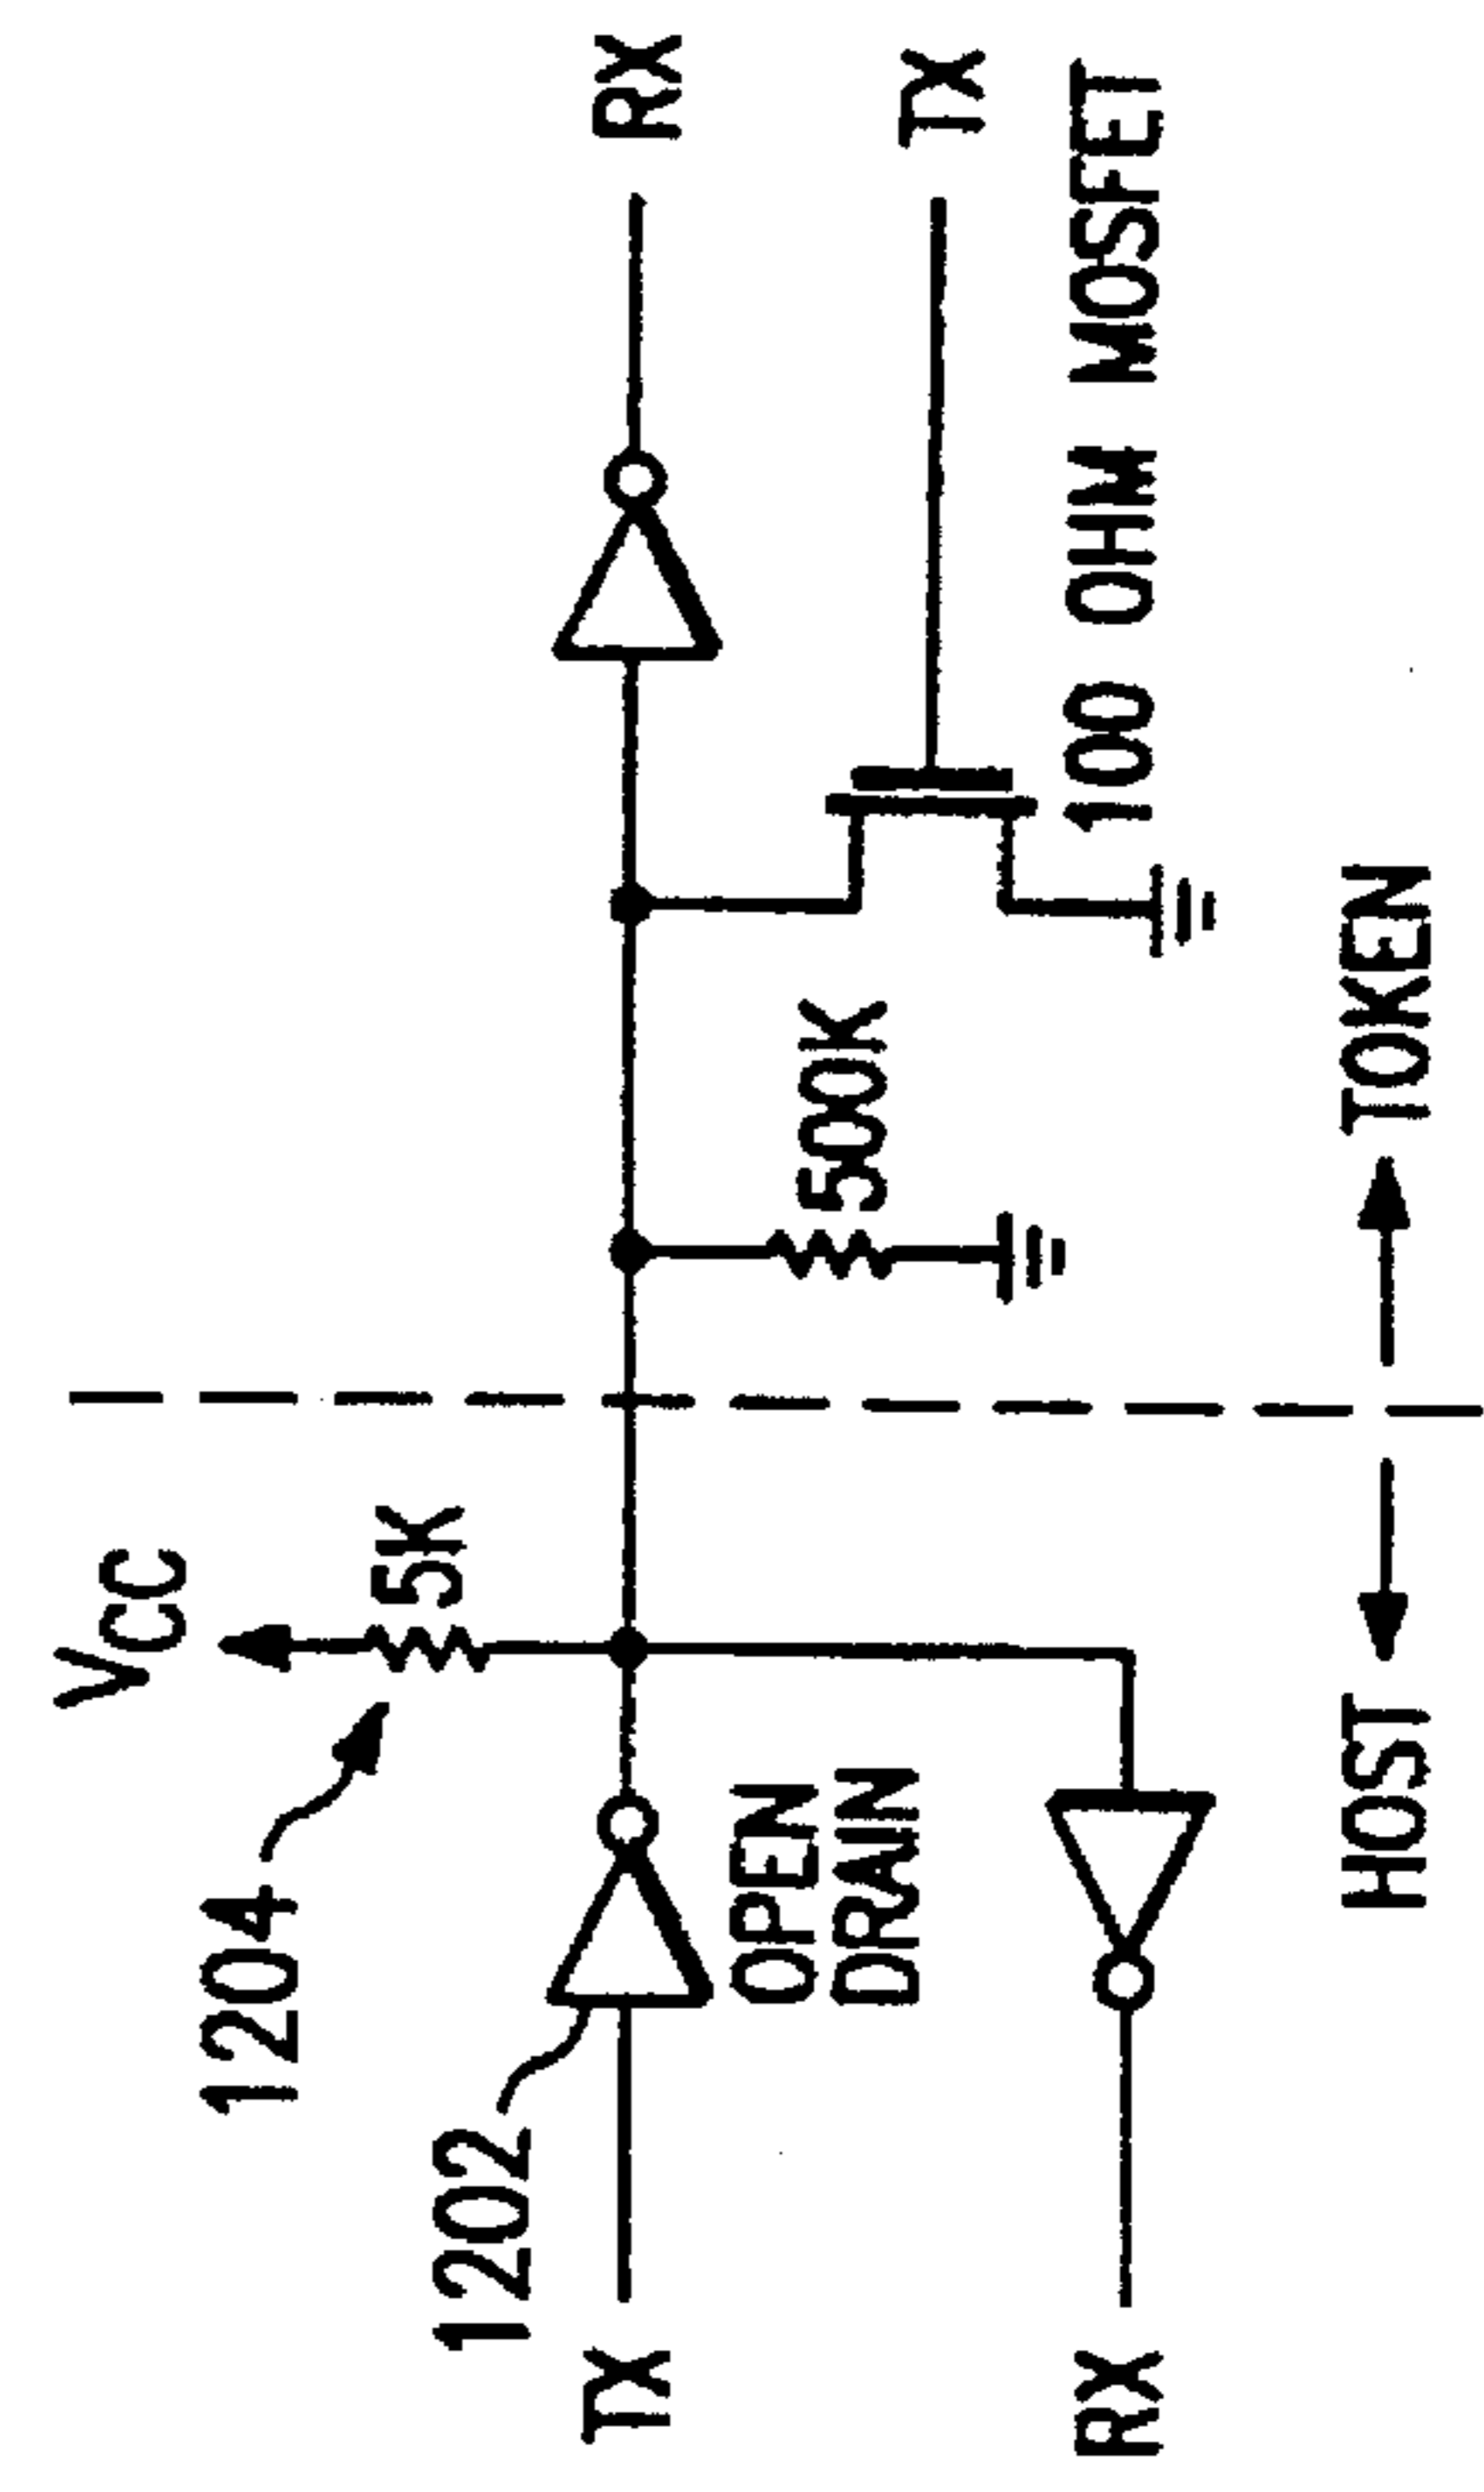 VCC
5K
1204
1202
TX
OPEN
DRAIN
RX
500K
RX
TX
100 OHM MOSFET
HOST
TOKEN